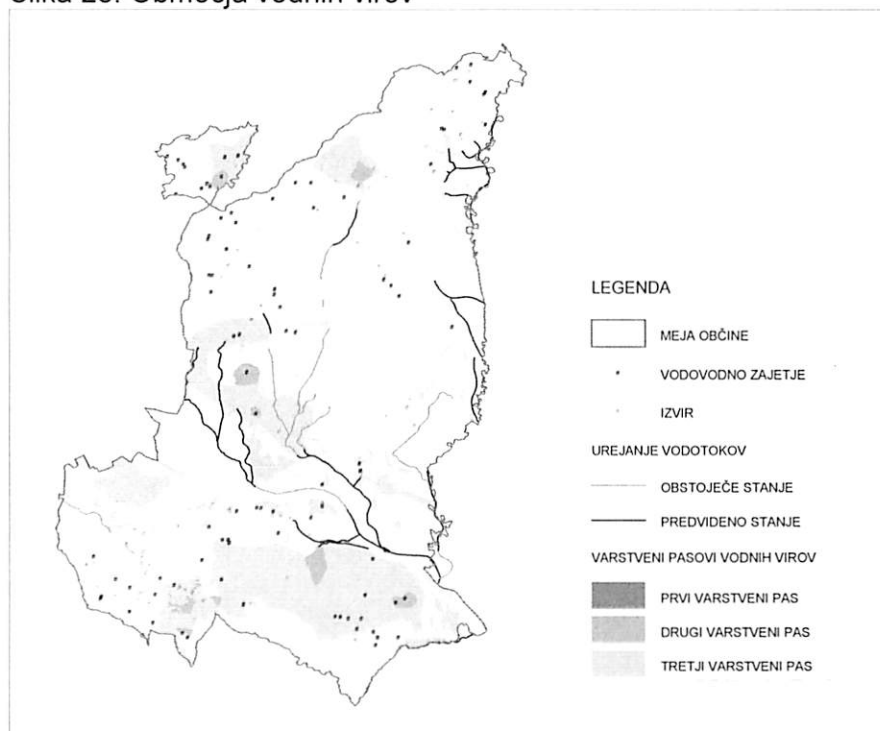 LEGENDA
MEJA OBČINE
VODOVODNO ZAJETJE
IZVIR
UREJANJE VODOTOKOV
OBSTOJEČE STANJE
PREDVIDENO STANJE
VARSTVENI PASOVI VODNIH VIROV
PRVI VARSTVENI PAS
DRUGI VARSTVENI PAS
TRETJI VARSTVENI PAS